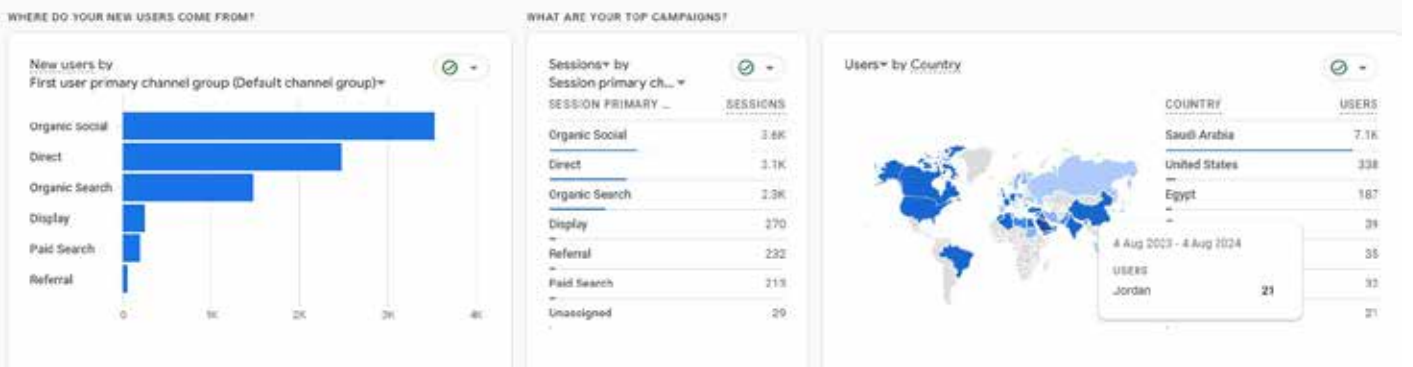 WHERE DO YOUR NEW USERS COME FROM?
New users by
First user primary channel group (Default channel group)
Organic Social
Direct
Organic Search
Display
Paid Search
Referral
0
1K
2K
3K
4K
WHAT ARE YOUR TOP CAMPAIGNS?
Sessions by
Session primary ch...
SESSION PRIMARY ...
SESSIONS
Organic Social
3.6K
Direct
3.1K
Organic Search
2.3K
Display
270
Referral
232
Paid Search
213
Unassigned
29
Users by Country
COUNTRY
USERS
Saudi Arabia
7.1K
United States
338
Egypt
187
39
35
21
4 Aug 2023 - 4 Aug 2024
USERS
Jordan
21